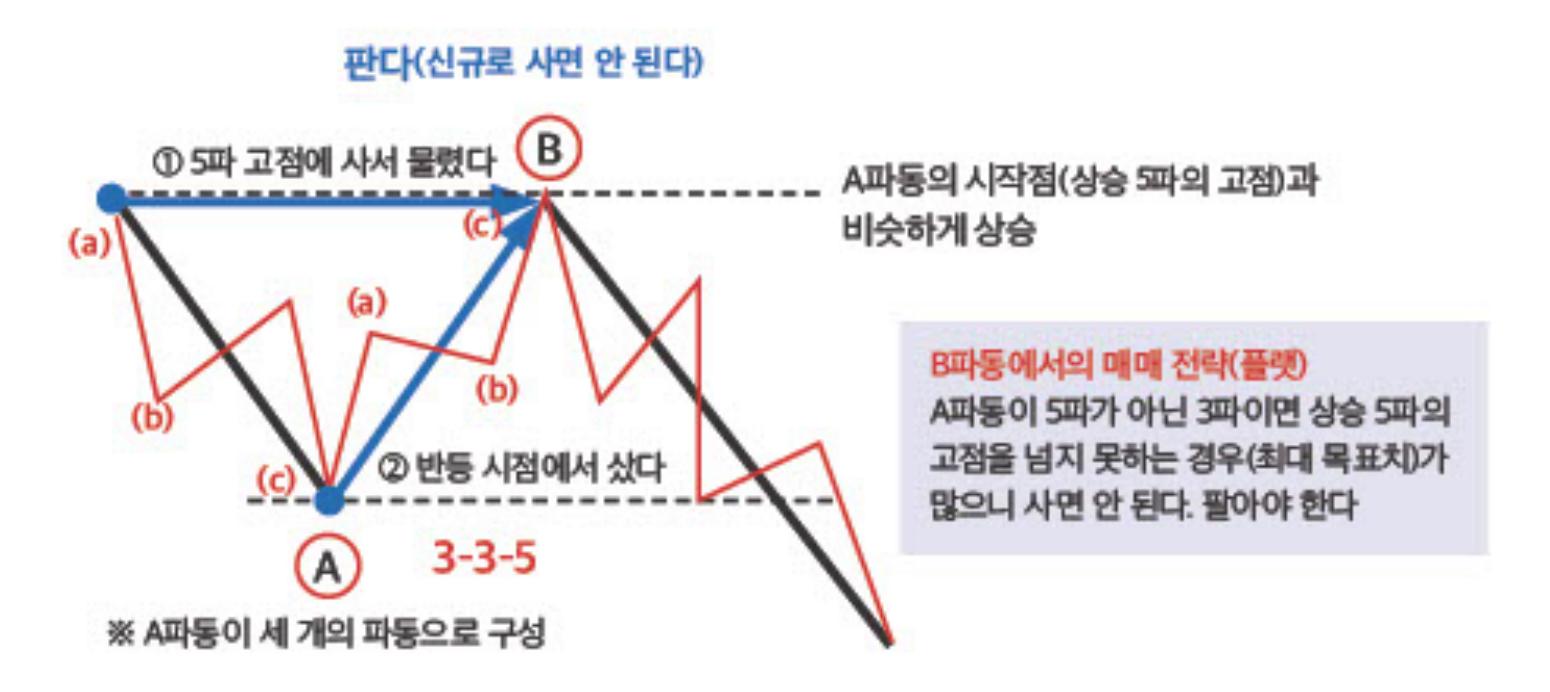 판다(신규로 사면 안 된다)
① 5파 고점에 사서 물렸다
B
A파동의 시작점(상승 5파의 고점)과
비슷하게 상승
(a)
(c)
(a)
(b)
(b)
(c)
② 반등 시점에서 샀다
A
3-3-5
※ A파동이 세 개의 파동으로 구성
B파동에서의 매매 전략(플랫)
A파동이 5파가 아닌 3파이면 상승 5파의
고점을 넘지 못하는 경우(최대 목표치)가
많으니 사면 안 된다. 팔아야 한다